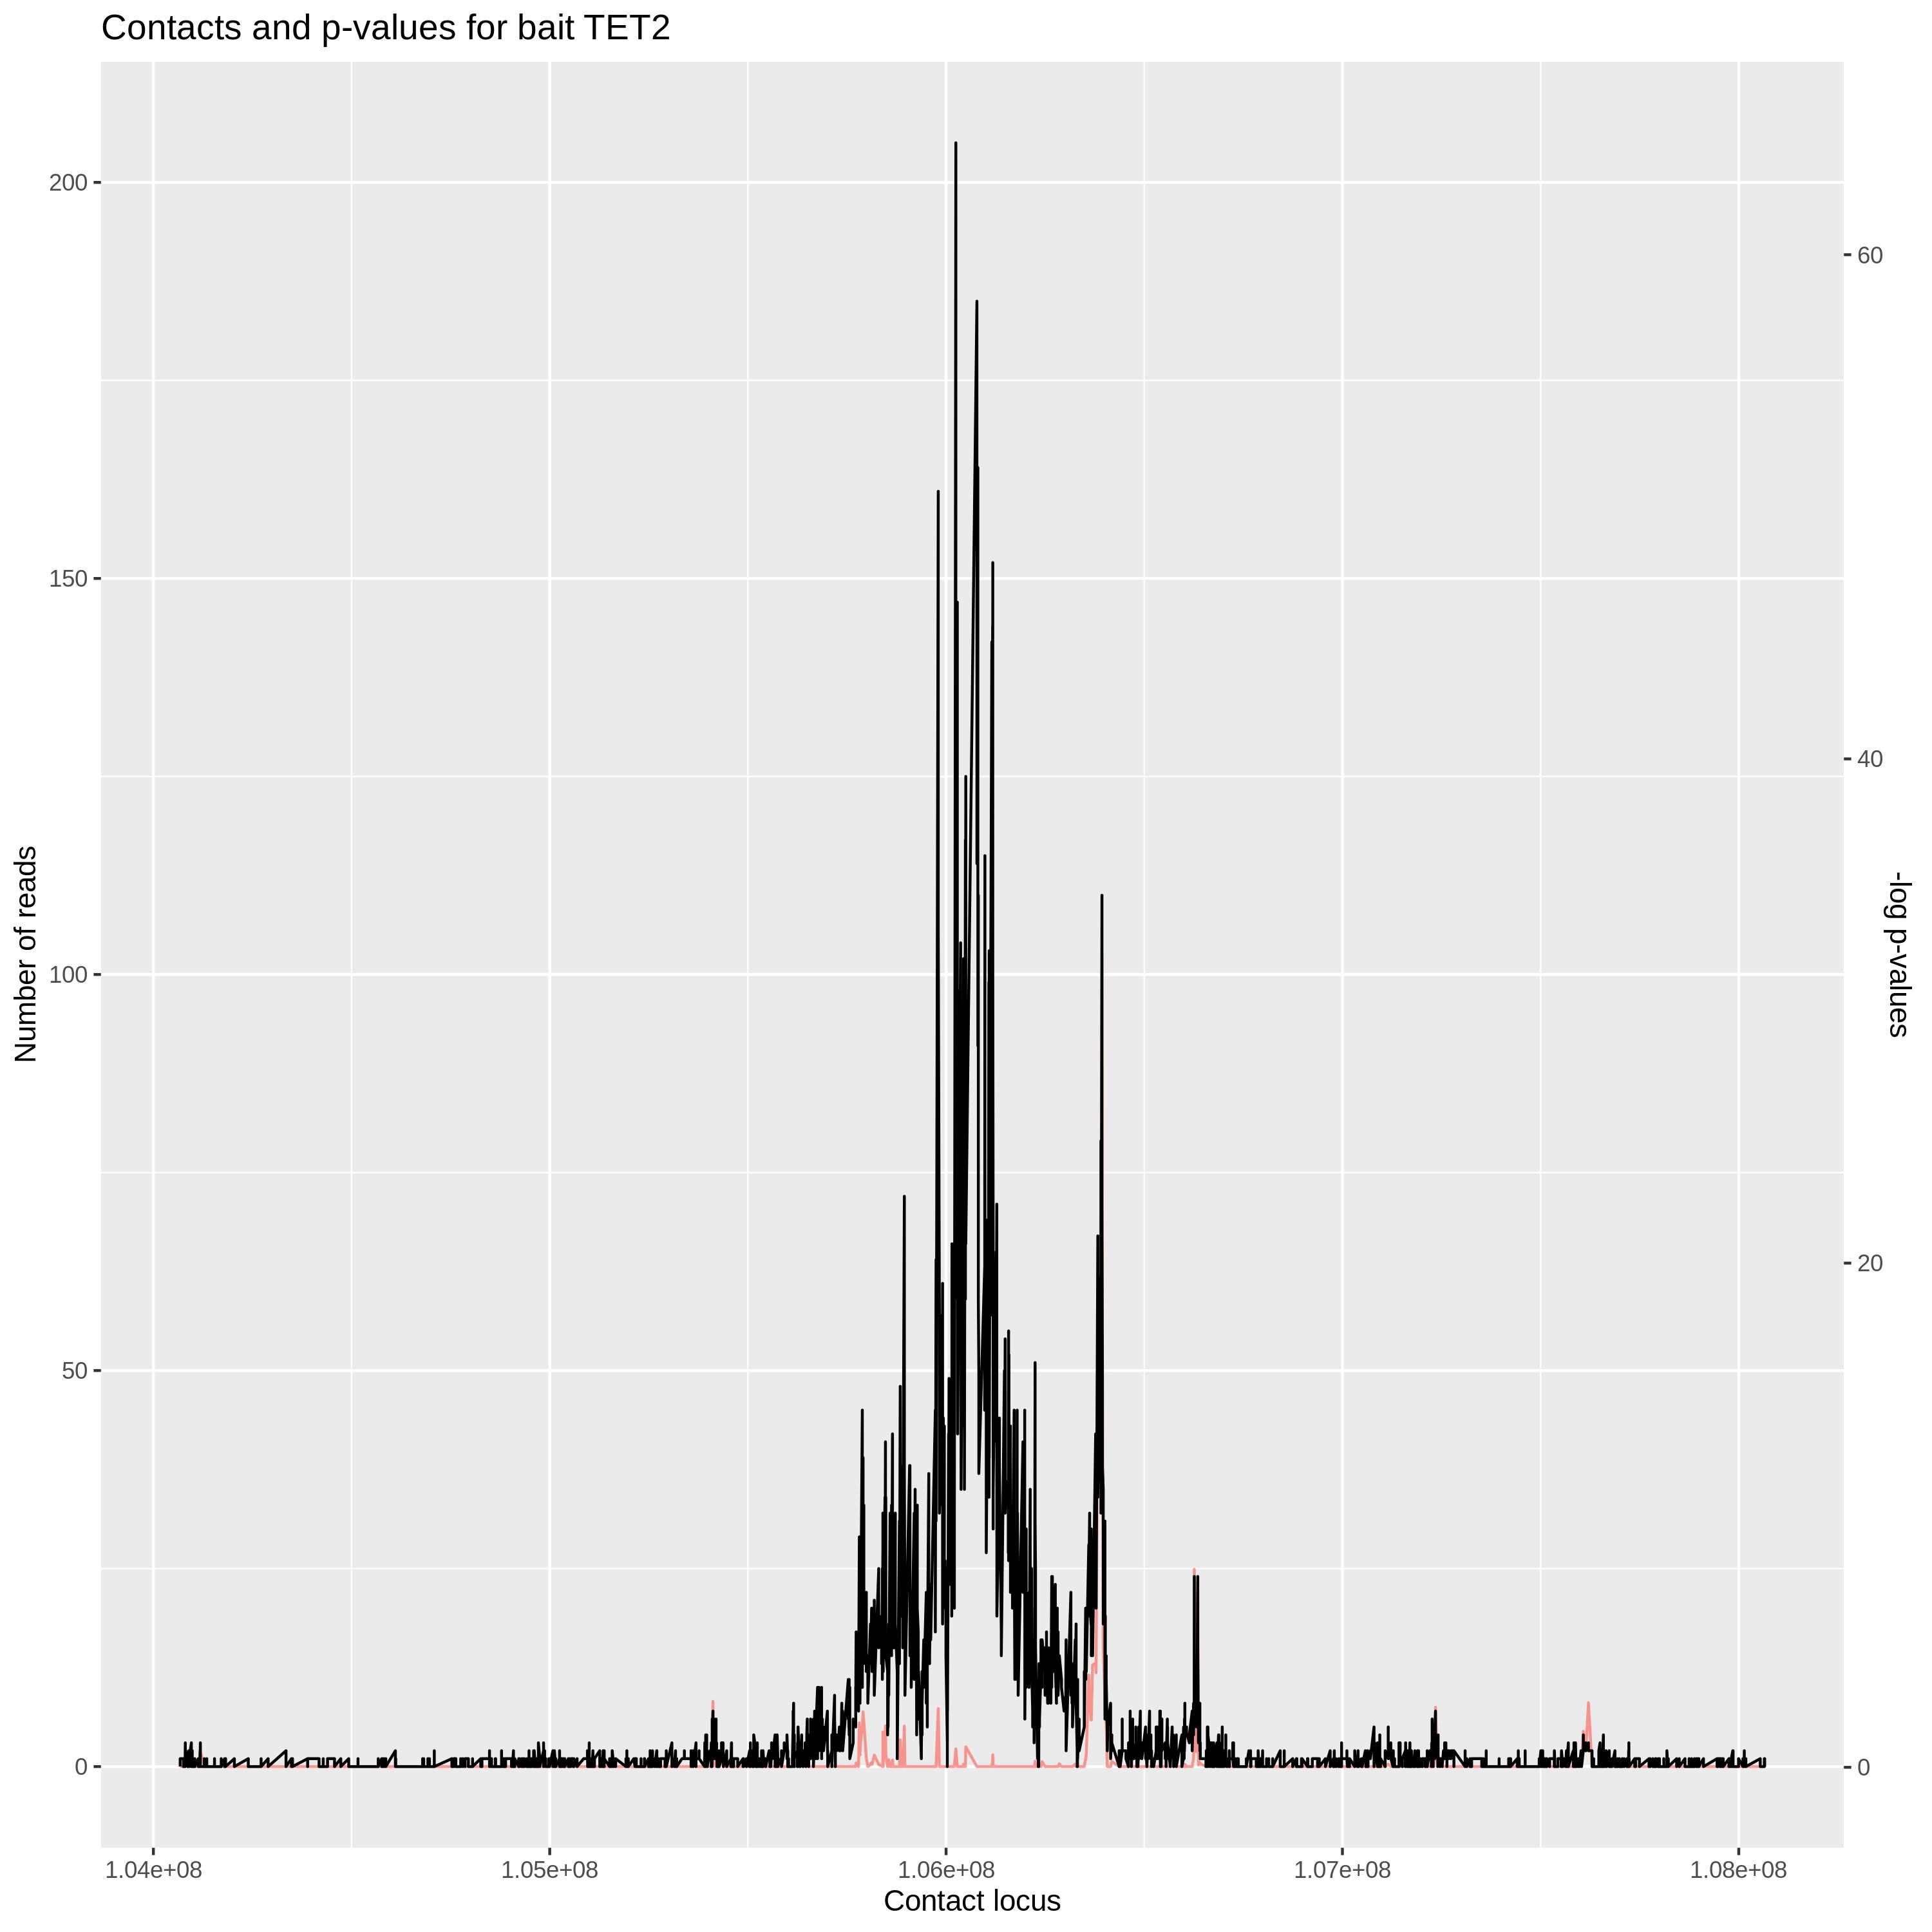 Contacts and p-values for bait TET2
200
150
100
50
0
60
40
20
0
Number of reads
-log p-values
1.04e+08
1.05e+08
1.06e+08
1.07e+08
1.08e+08
Contact locus